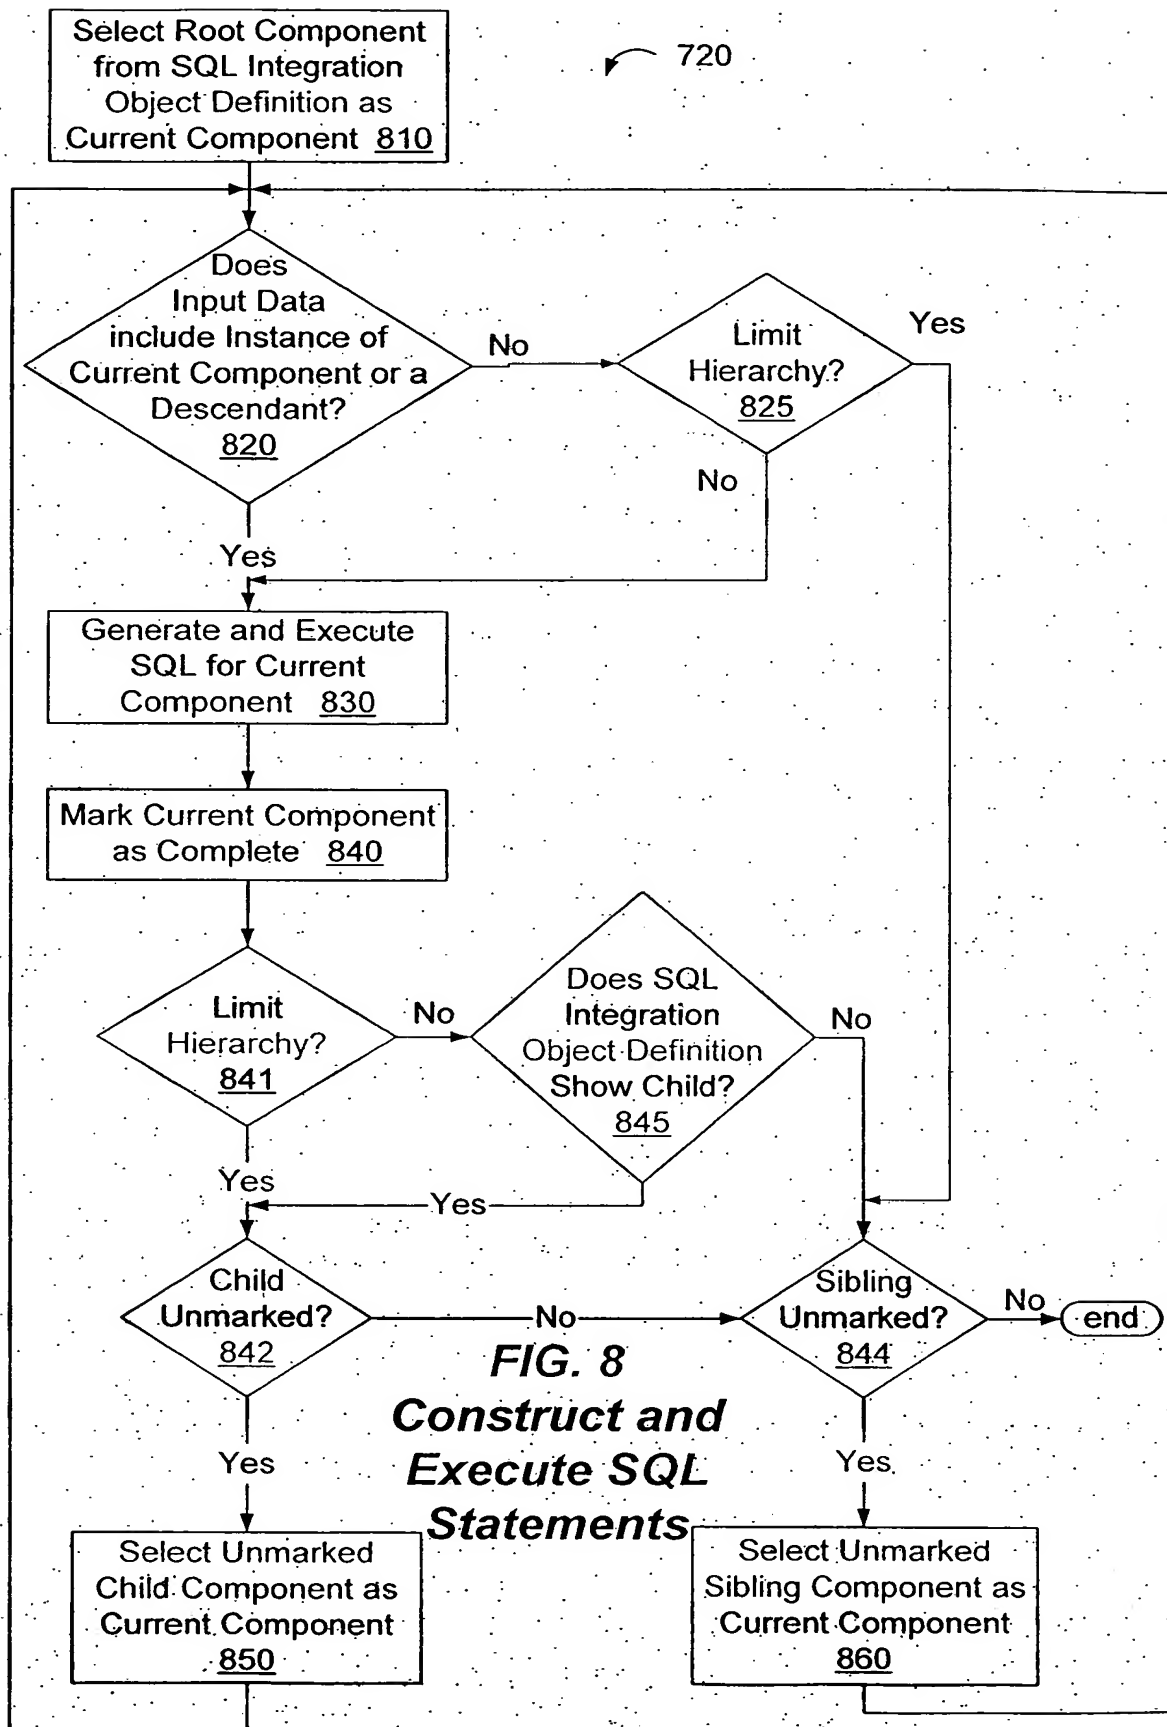 Select Root Component
from SQL Integration
Object Definition as
Current Component 810
720
Does
Input Data
include Instance of
Current Component or a
Descendant?
820
No
Limit
Hierarchy?
825
Yes
No
Yes
Generate and Execute
SQL for Current
Component 830
Mark Current Component
as Complete 840
Limit
Hierarchy?
841
No
Does SQL
Integration
Object Definition
Show Child?
845
No
Yes
Yes
Child
Unmarked?
842
No
Sibling
Unmarked?
844
No
end
FIG. 8
Construct and
Execute SQL
Statements
Yes
Yes
Select Unmarked
Child Component as
Current Component
850
Select Unmarked
Sibling Component as
Current Component
860